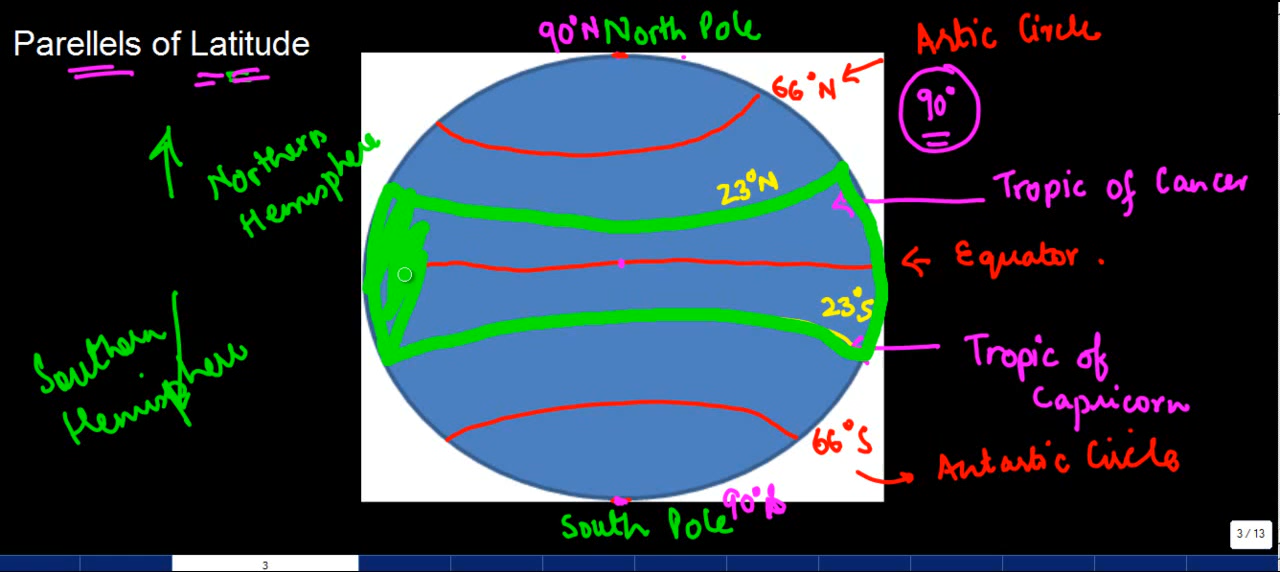 Parellels of Latitude
90°N North Pole
Artic Circle
66°N
90°
Northern
Hemisphere
23°N
Tropic of Cancer
Equator.
23°S
Southern
Hemisphere
Tropic of
Capricorn
66°S
Antastic Circle
90°S
South Pole
3 / 13
3